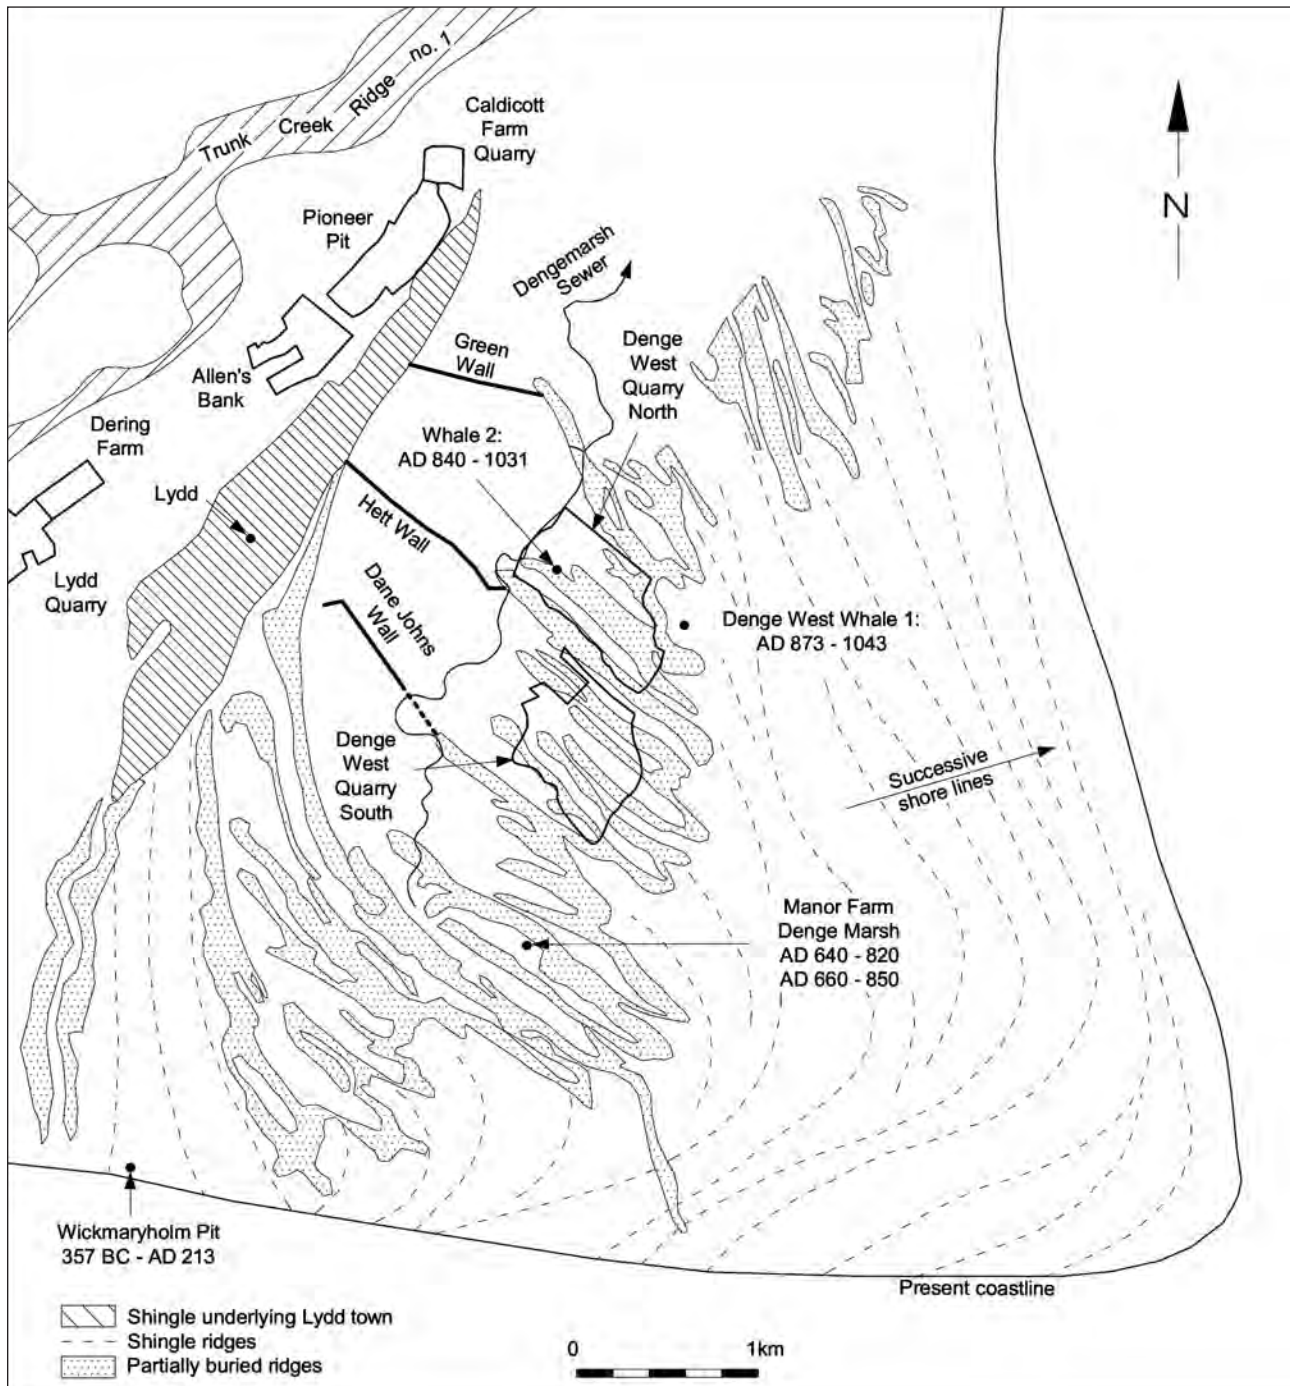 Trunk Creek Ridge no. 1
Caldicott
Farm
Quarry
Pioneer
Pit
N
Dengemarsh
Sewer
Green
Wall
Denge
West
Quarry
North
Allen's
Bank
Dering
Farm
Whale 2:
AD 840 - 1031
Lydd
Hett Wall
Lydd
Quarry
Dane Johns
Wall
Denge West Whale 1:
AD 873 - 1043
Denge
West
Quarry
South
Successive
shore lines
Manor Farm
Denge Marsh
AD 640 - 820
AD 660 - 850
Wickmaryholm Pit
357 BC - AD 213
Present coastline
Shingle underlying Lydd town
Shingle ridges
Partially buried ridges
0 1km